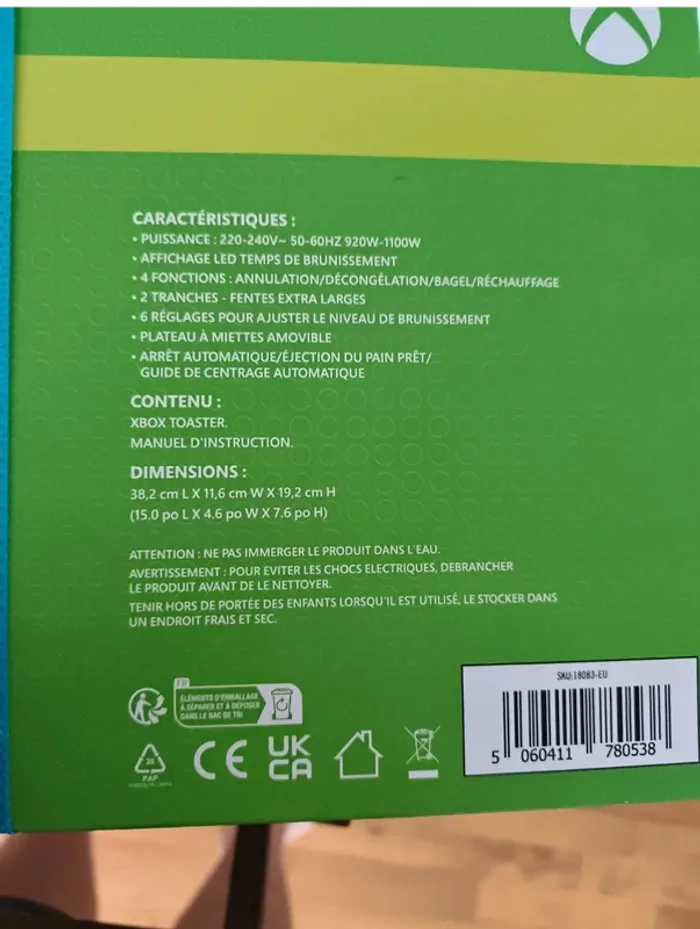 CARACTÉRISTIQUES :
• PUISSANCE : 220-240V~ 50-60HZ 920W-1100W
• AFFICHAGE LED TEMPS DE BRUNISSEMENT
• 4 FONCTIONS : ANNULATION/DÉCONGÉLATION/BAGEL/RÉCHAUFFAGE
• 2 TRANCHES - FENTES EXTRA LARGES
• 6 RÉGLAGES POUR AJUSTER LE NIVEAU DE BRUNISSEMENT
• PLATEAU À MIETTES AMOVIBLE
• ARRÊT AUTOMATIQUE/ÉJECTION DU PAIN PRÊT/
GUIDE DE CENTRAGE AUTOMATIQUE
CONTENU :
XBOX TOASTER.
MANUEL D'INSTRUCTION.
DIMENSIONS :
38,2 cm L X 11,6 cm W X 19,2 cm H
(15.0 po L X 4.6 po W X 7.6 po H)
ATTENTION : NE PAS IMMERGER LE PRODUIT DANS L'EAU.
AVERTISSEMENT : POUR EVITER LES CHOCS ELECTRIQUES, DEBRANCHER
LE PRODUIT AVANT DE LE NETTOYER.
TENIR HORS DE PORTÉE DES ENFANTS LORSQU'IL EST UTILISÉ, LE STOCKER DANS
UN ENDROIT FRAIS ET SEC.
FR
ÉLÉMENTS D'EMBALLAGE
À SÉPARER ET À DÉPOSER
DANS LE BAC DE TRI
20
PAP
CE
UK
CA
SKU:18083-EU
5 060411 780538